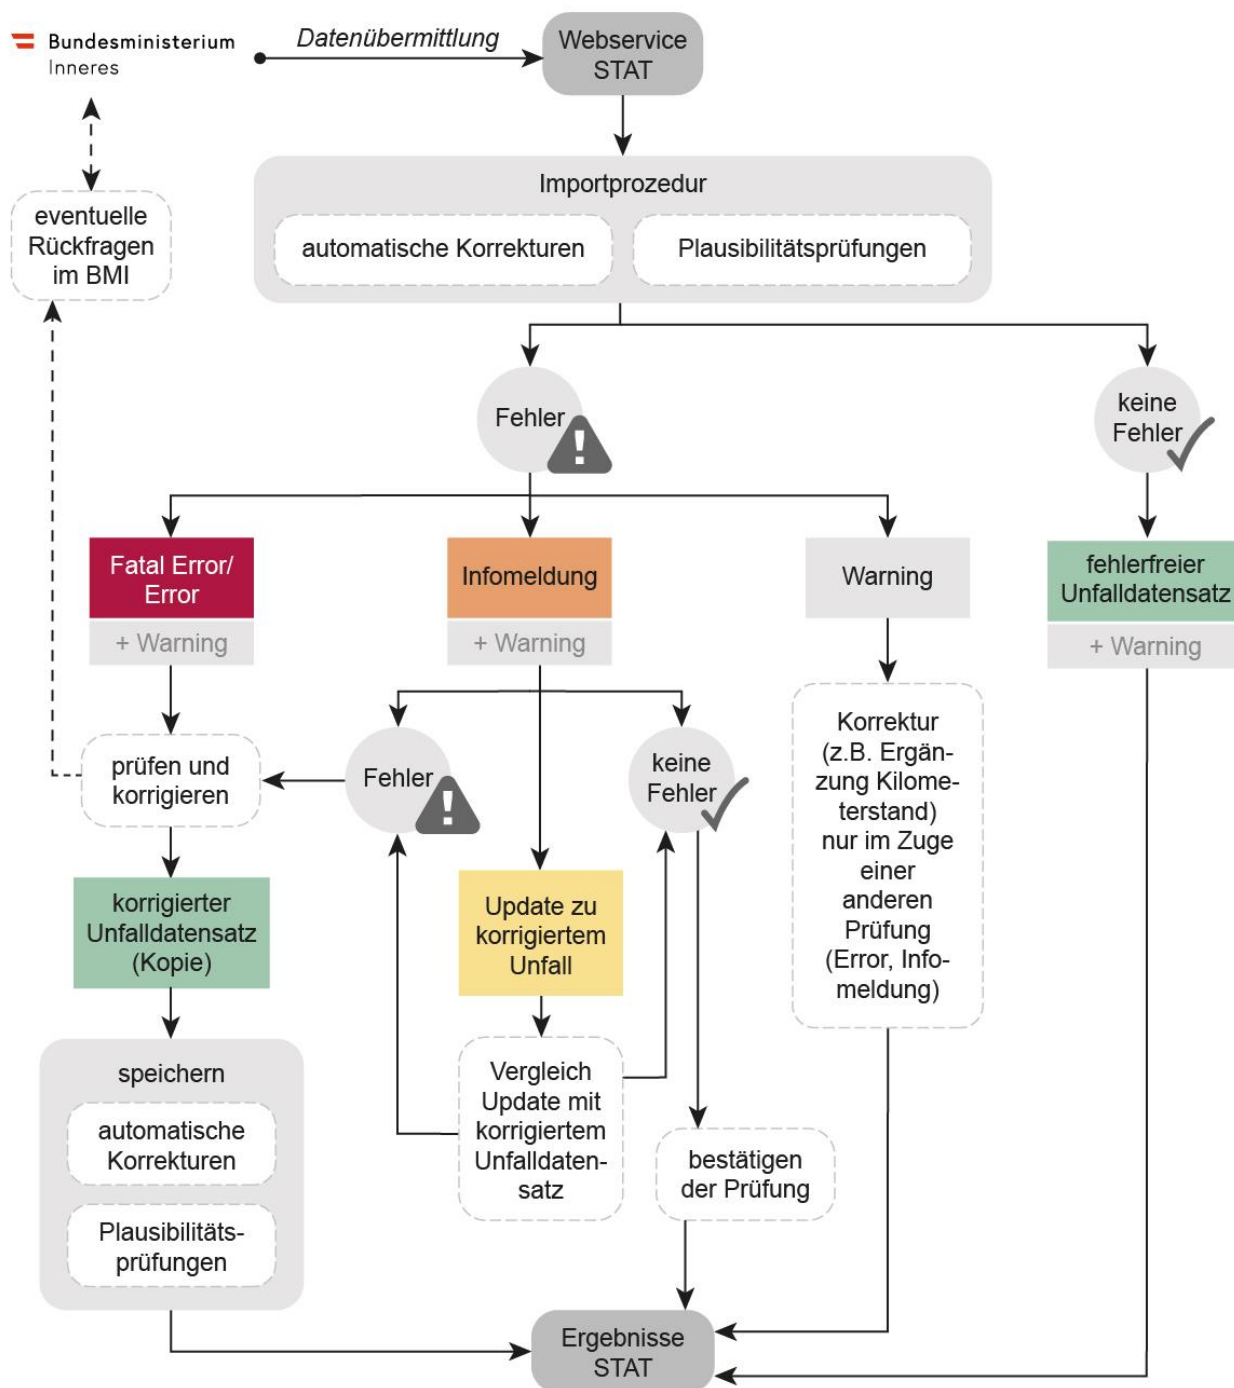 Bundesministerium
Inneres
Datenübermittlung
Webservice
STAT
Importprozedur
automatische Korrekturen
Plausibilitätsprüfungen
eventuelle
Rückfragen
im BMI
Fehler
!
keine
Fehler
Fatal Error/
Error
+ Warning
Infomeldung
+ Warning
Warning
fehlerfreier
Unfalldatensatz
+ Warning
prüfen und
korrigieren
Fehler
!
keine
Fehler
Korrektur
(z.B. Ergän-
zung Kilome-
terstand)
nur im Zuge
einer
anderen
Prüfung
(Error, Info-
meldung)
korrigierter
Unfalldatensatz
(Kopie)
Update zu
korrigiertem
Unfall
speichern
automatische
Korrekturen
Plausibilitäts-
prüfungen
Vergleich
Update mit
korrigiertem
Unfalldaten-
satz
bestätigen
der Prüfung
Ergebnisse
STAT